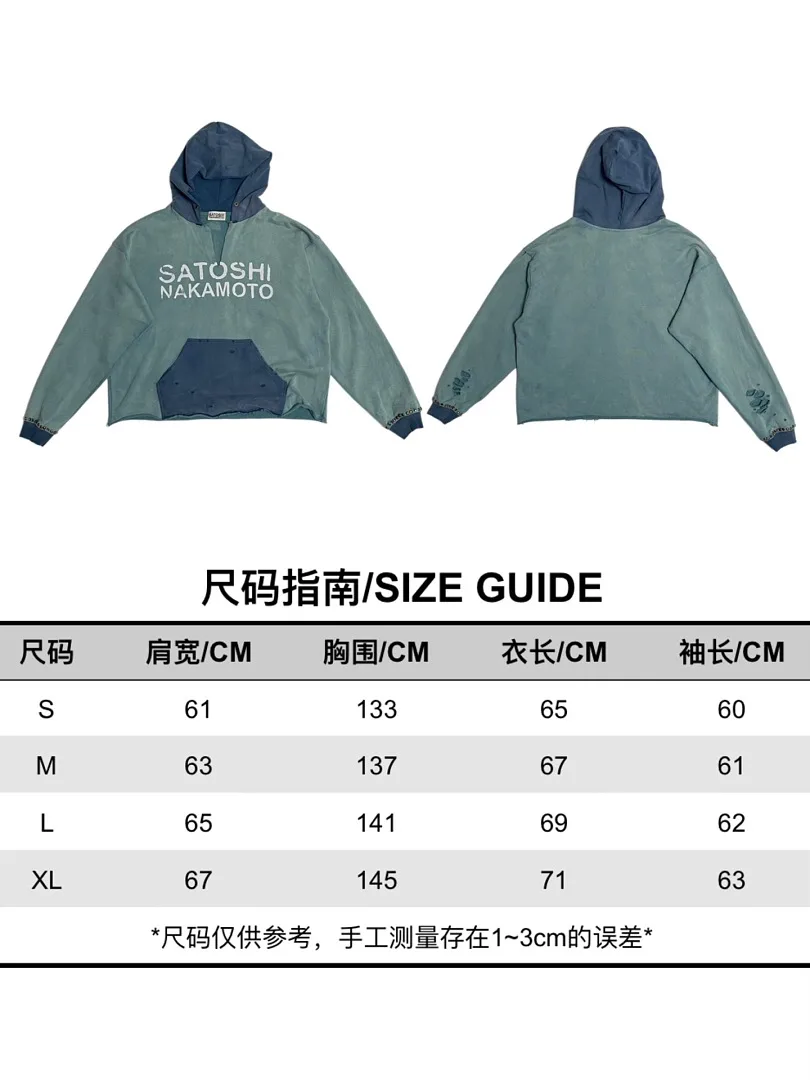 SATOSHI
NAKAMOTO
尺码指南/SIZE GUIDE
尺码 肩宽/CM 胸围/CM 衣长/CM 袖长/CM
S 61 133 65 60
M 63 137 67 61
L 65 141 69 62
XL 67 145 71 63
*尺码仅供参考，手工测量存在1~3cm的误差*